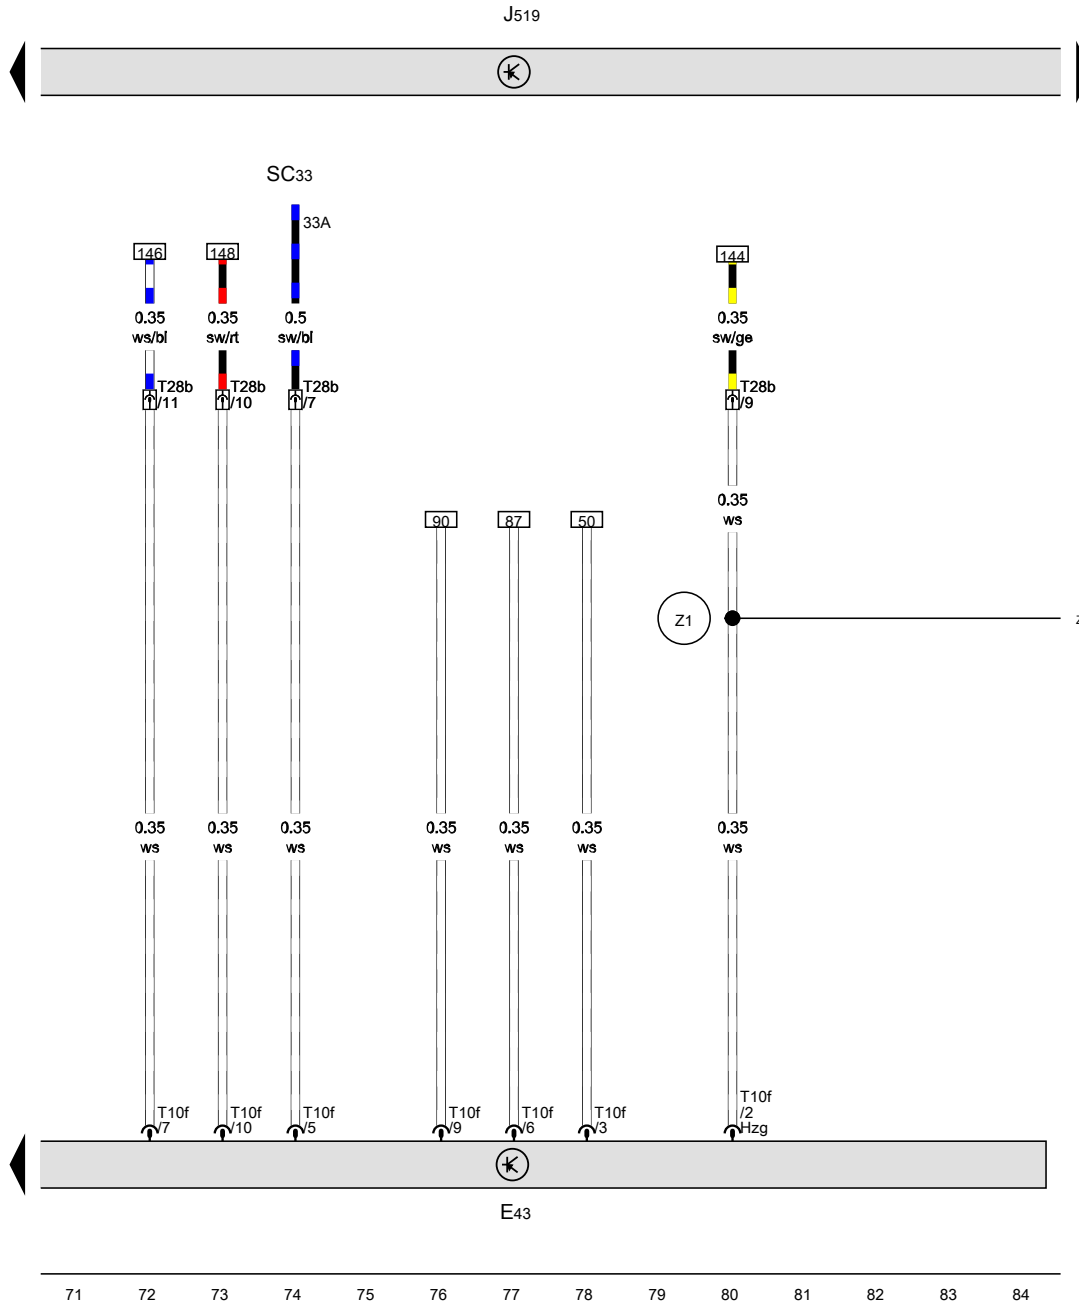 J519
SC33
33A
146 148 144
0.35 0.35 0.5 0.35
ws/bl sw/rt sw/bl sw/ge
T28b T28b T28b T28b
/11 /10 /7 /9
0.35
ws
90 87 50
Z1
0.35 0.35 0.35 0.35 0.35 0.35 0.35
ws ws ws ws ws ws ws
T10f
/2
Hzg
T10f T10f T10f T10f T10f T10f
/7 /10 /5 /9 /6 /3
E43
71 72 73 74 75 76 77 78 79 80 81 82 83 84